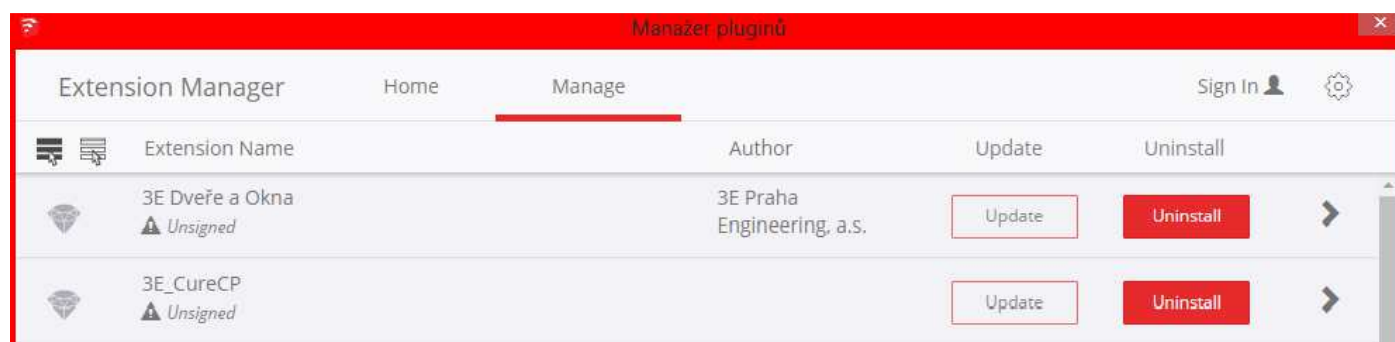 Manažer pluginů
Extension Manager Home Manage Sign In
Extension Name Author Update Uninstall
3E Dveře a Okna 3E Praha
Unsigned Engineering, a.s. Update Uninstall
3E_CureCP
Unsigned Update Uninstall